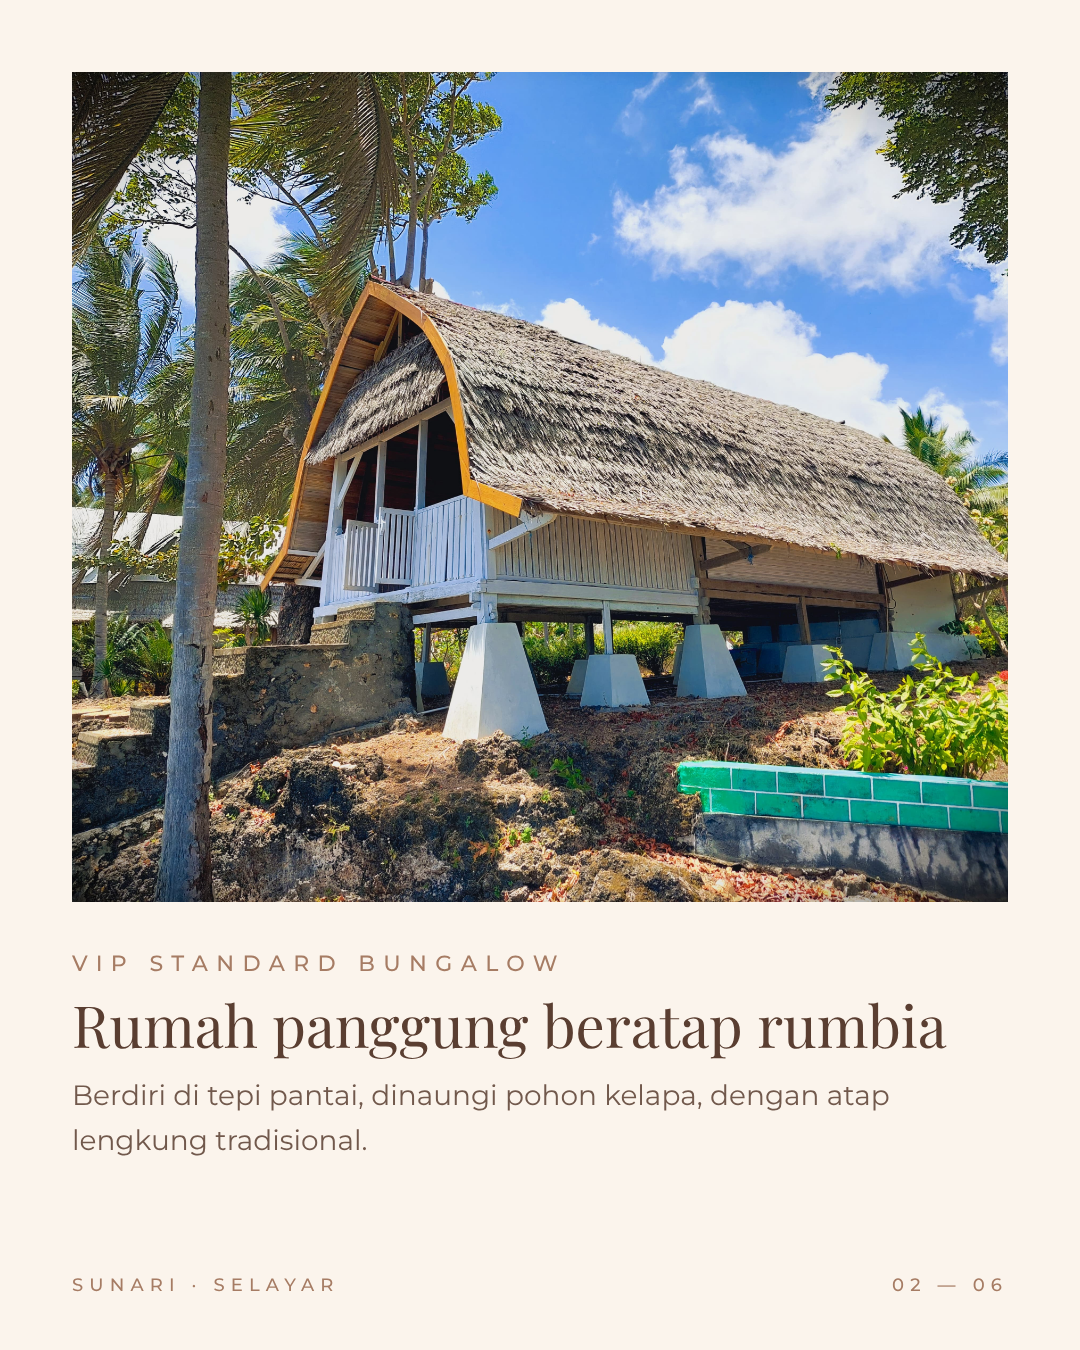 VIP STANDARD BUNGALOW
Rumah panggung beratap rumbia
Berdiri di tepi pantai, dinaungi pohon kelapa, dengan atap
lengkung tradisional.
SUNARI · SELAYAR
02 — 06